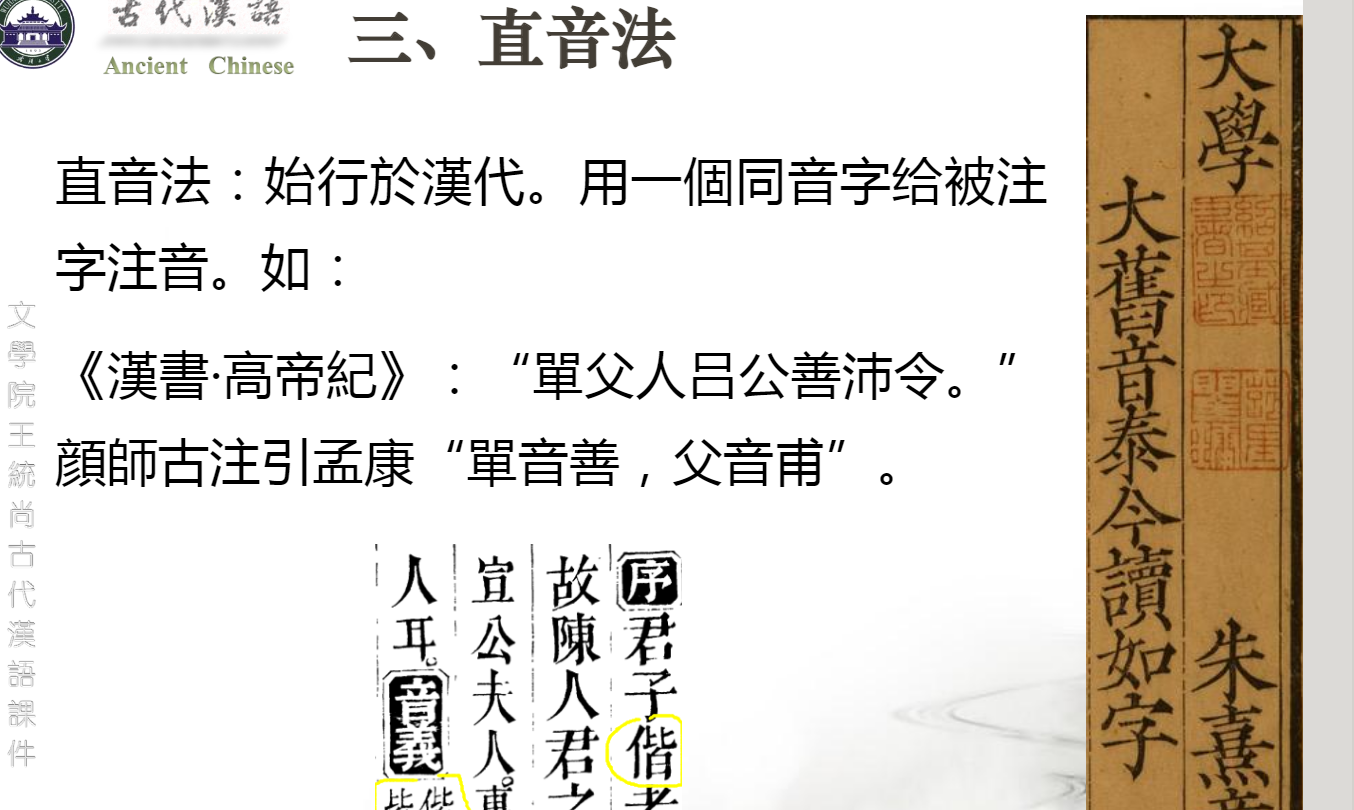 古代漢語
Ancient Chinese
三、直音法
直音法：始行於漢代。用一個同音字给被注
字注音。如：
《漢書·高帝紀》：“單父人吕公善沛令。”
顔師古注引孟康“單音善，父音甫”。
文學院王統尚古代漢語課件
序君子偕老
故陳人君之
宣公夫人惠
人耳。音義
大學
朱熹章
大舊音泰今讀如字